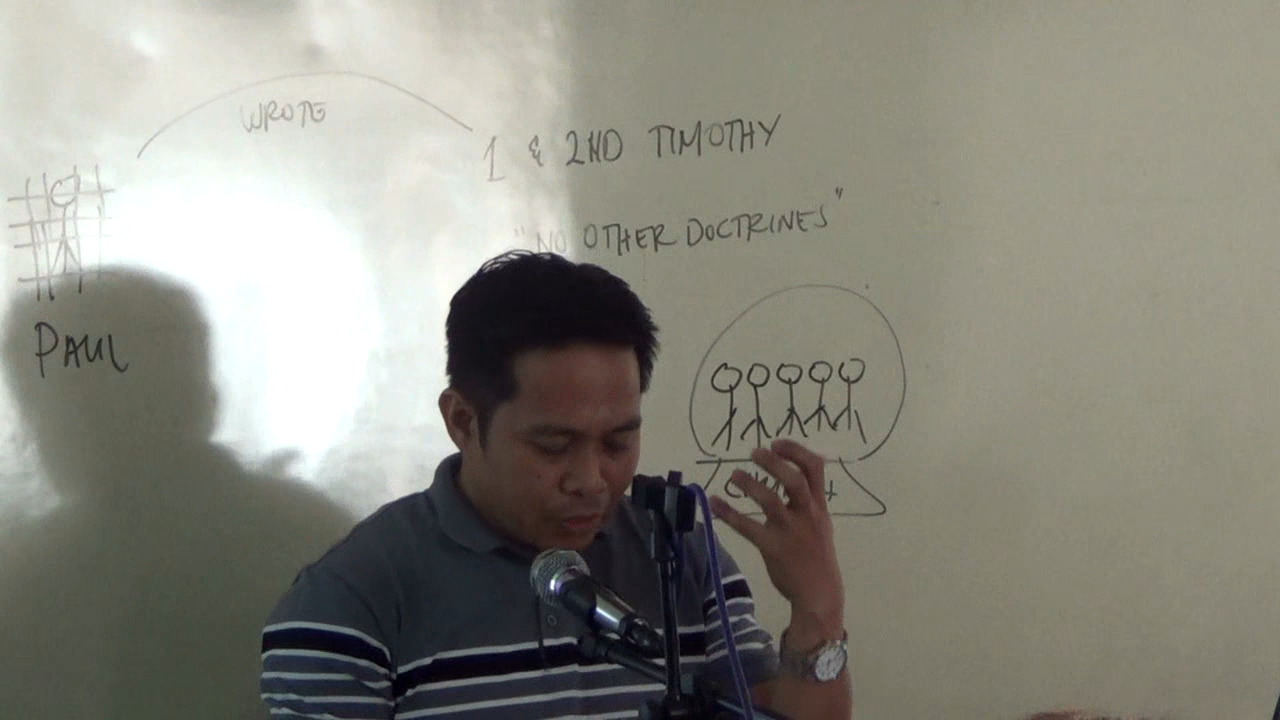 WROTE
1 & 2ND TIMOTHY
"NO OTHER DOCTRINES"
PAUL